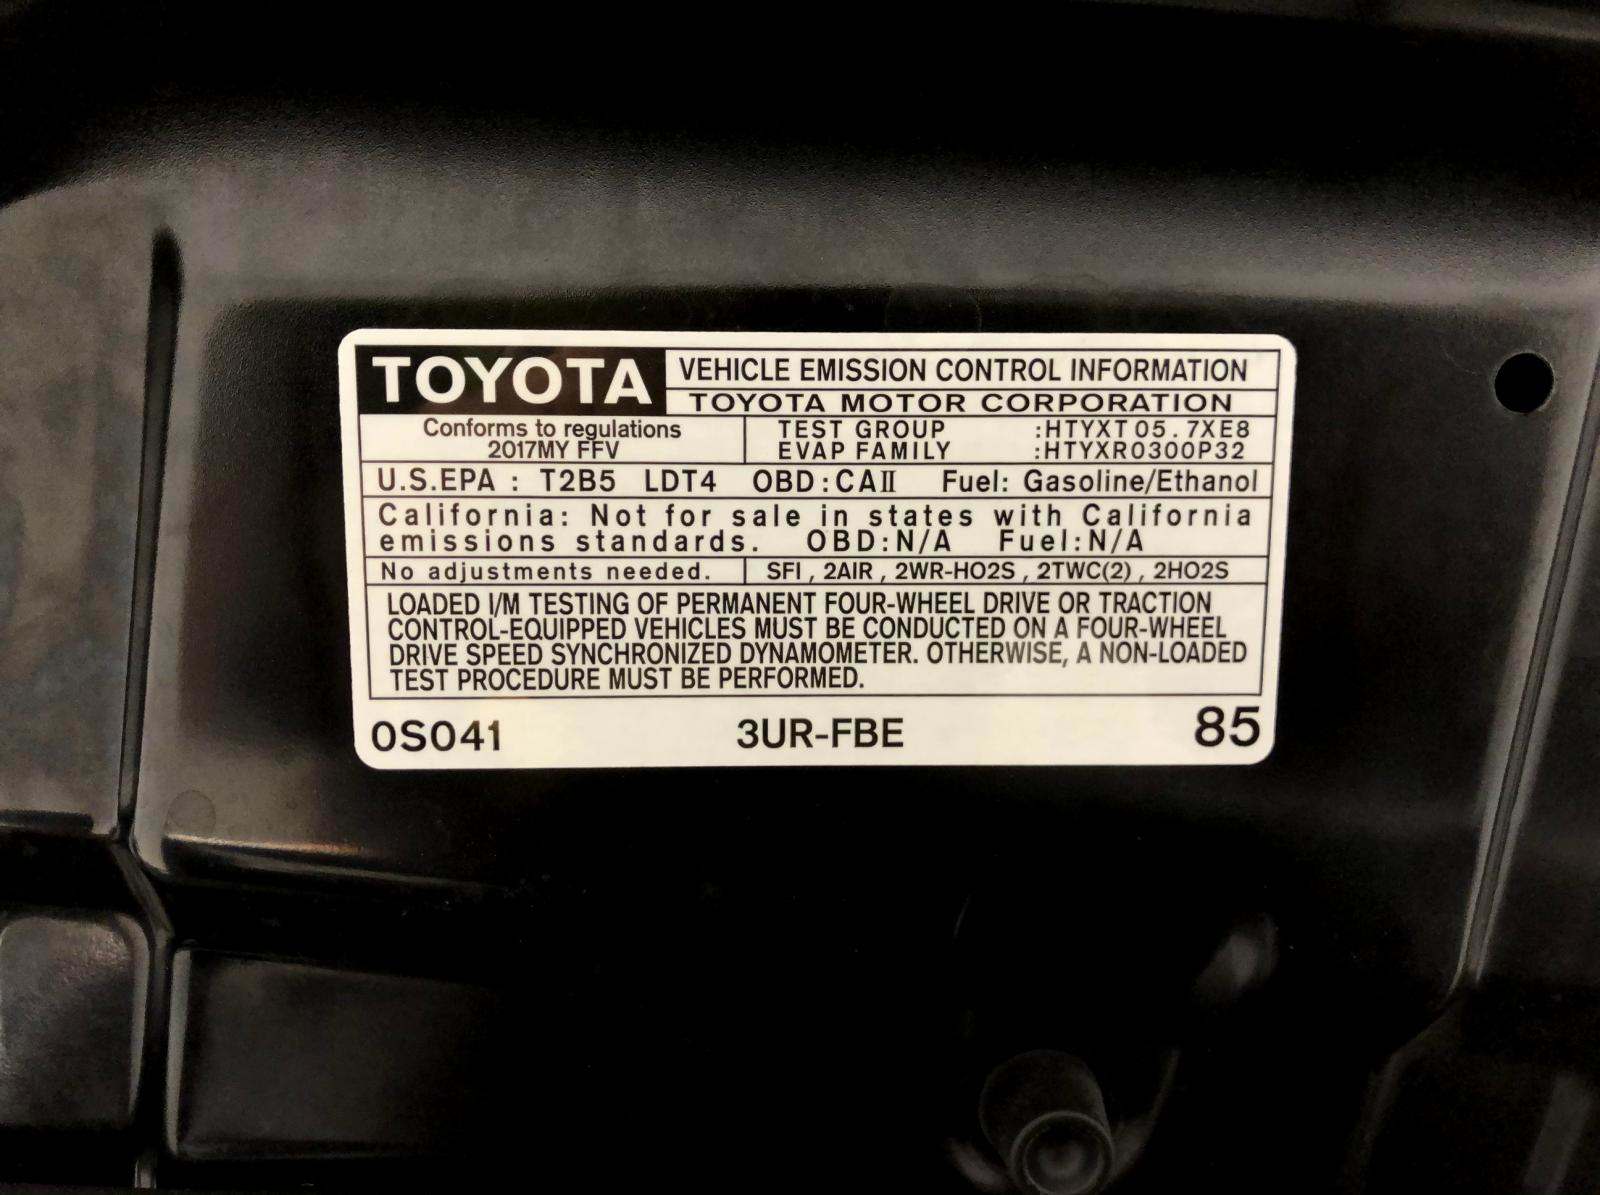 TOYOTA VEHICLE EMISSION CONTROL INFORMATION
TOYOTA MOTOR CORPORATION
Conforms to regulations
2017MY FFV
TEST GROUP :HTYXT05.7XE8
EVAP FAMILY :HTYXR0300P32
U.S.EPA : T2B5 LDT4 OBD:CAⅡ Fuel: Gasoline/Ethanol
California: Not for sale in states with California
emissions standards. OBD:N/A Fuel:N/A
No adjustments needed. SFI, 2AIR, 2WR-HO2S, 2TWC(2), 2HO2S
LOADED I/M TESTING OF PERMANENT FOUR-WHEEL DRIVE OR TRACTION
CONTROL-EQUIPPED VEHICLES MUST BE CONDUCTED ON A FOUR-WHEEL
DRIVE SPEED SYNCHRONIZED DYNAMOMETER. OTHERWISE, A NON-LOADED
TEST PROCEDURE MUST BE PERFORMED.
0S041 3UR-FBE 85